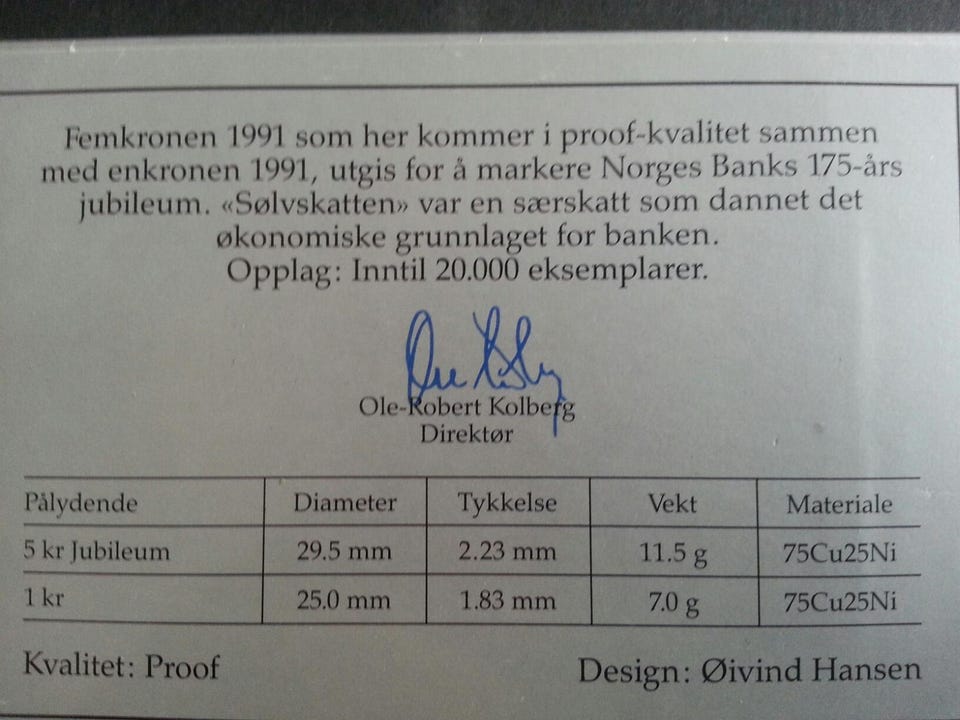 Femkronen 1991 som her kommer i proof-kvalitet sammen
med enkronen 1991, utgis for å markere Norges Banks 175-års
jubileum. «Sølvskatten» var en særskatt som dannet det
økonomiske grunnlaget for banken.
Opplag: Inntil 20.000 eksemplarer.
Ole-Robert Kolberg
Direktør
Pålydende Diameter Tykkelse Vekt Materiale
5 kr Jubileum 29.5 mm 2.23 mm 11.5 g 75Cu25Ni
1 kr 25.0 mm 1.83 mm 7.0 g 75Cu25Ni
Kvalitet: Proof Design: Øivind Hansen